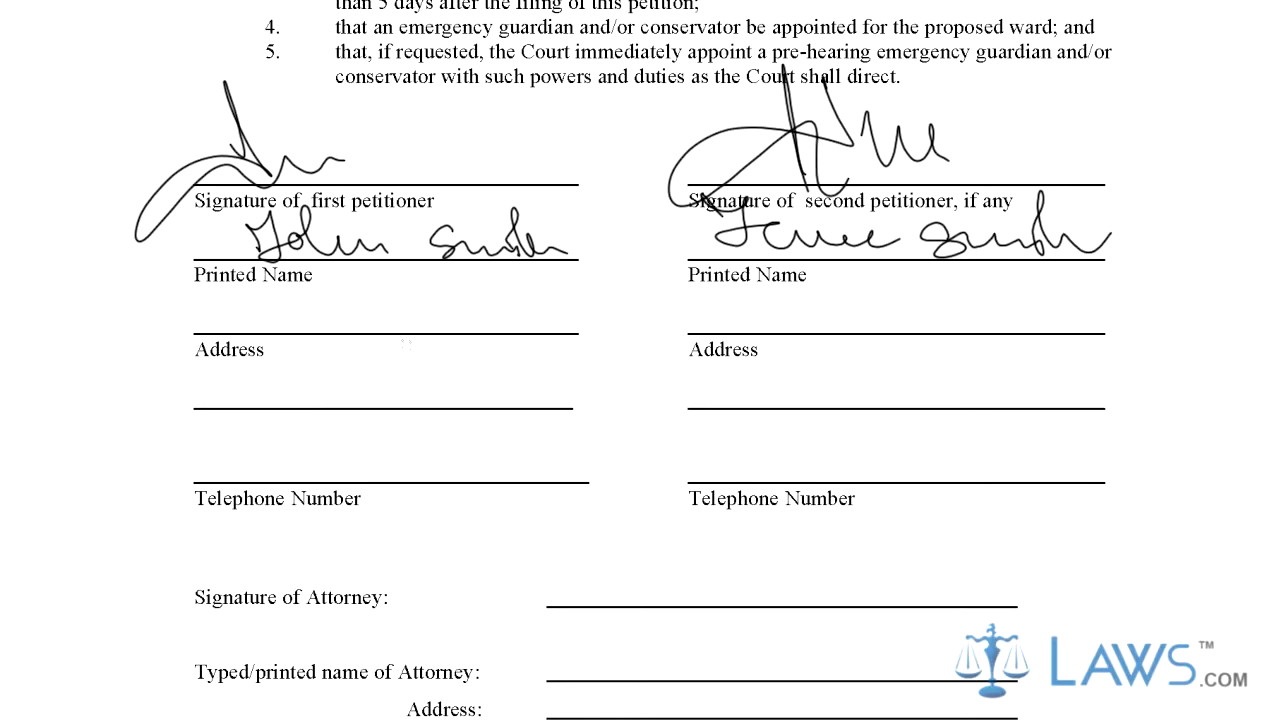 than 5 days after the filing of this petition;
4. that an emergency guardian and/or conservator be appointed for the proposed ward; and
5. that, if requested, the Court immediately appoint a pre-hearing emergency guardian and/or
conservator with such powers and duties as the Court shall direct.
Signature of first petitioner Signature of second petitioner, if any
John Smith Smith
Printed Name Printed Name
Address Address
Telephone Number Telephone Number
Signature of Attorney:
Typed/printed name of Attorney:
Address:
LAWS.COM ™